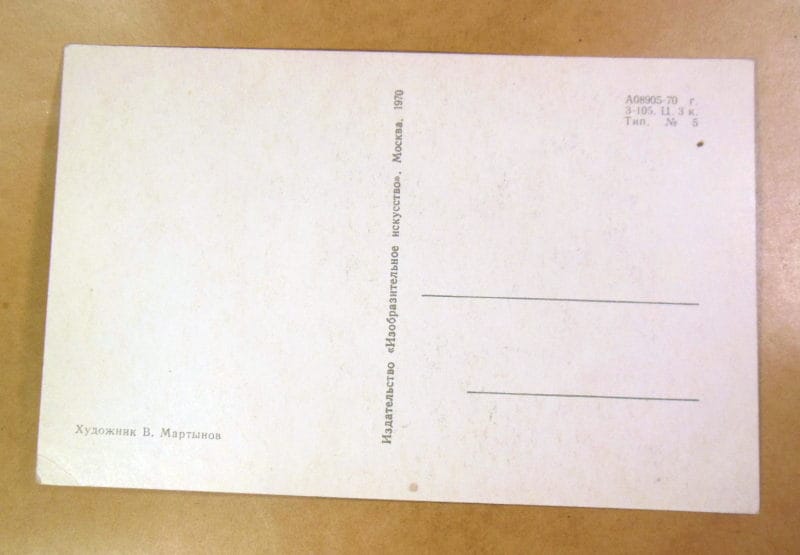 А08905-70 г.
3-105. Ц. 3 к.
Тип. № 5
Издательство «Изобразительное искусство». Москва. 1970
Художник В. Мартынов